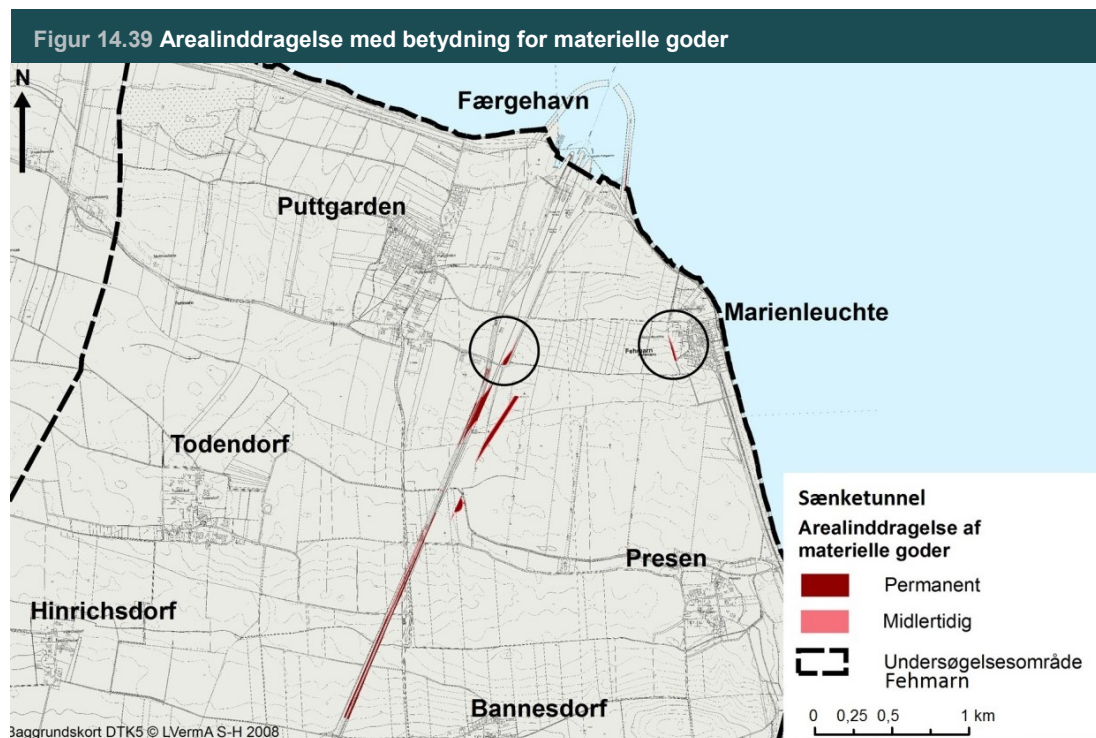 Figur 14.39 Arealinddragelse med betydning for materielle goder
N
Færgehavn
Puttgarden
Marienleuchte
Fehmarn
Todendorf
Presen
Hinrichsdorf
Bannesdorf
Sænketunnel
Arealinddragelse af
materielle goder
Permanent
Midlertidig
Undersøgelsesområde
Fehmarn
0 0,25 0,5 1 km
Baggrundskort DTK5 © LVermA S-H 2008